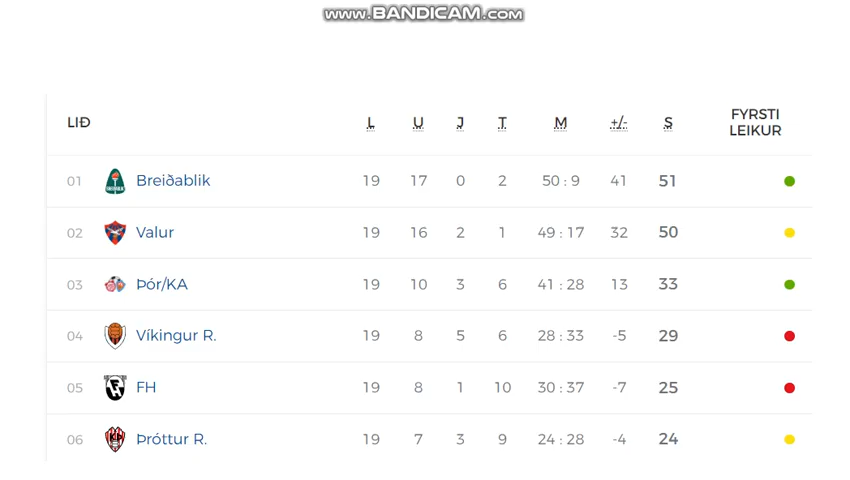 www.BANDICAM.com
LIÐ L U J T M +/- S FYRSTI LEIKUR
01 Breiðablik 19 17 0 2 50 : 9 41 51
02 Valur 19 16 2 1 49 : 17 32 50
03 Þór/KA 19 10 3 6 41 : 28 13 33
04 Víkingur R. 19 8 5 6 28 : 33 -5 29
05 FH 19 8 1 10 30 : 37 -7 25
06 Þróttur R. 19 7 3 9 24 : 28 -4 24